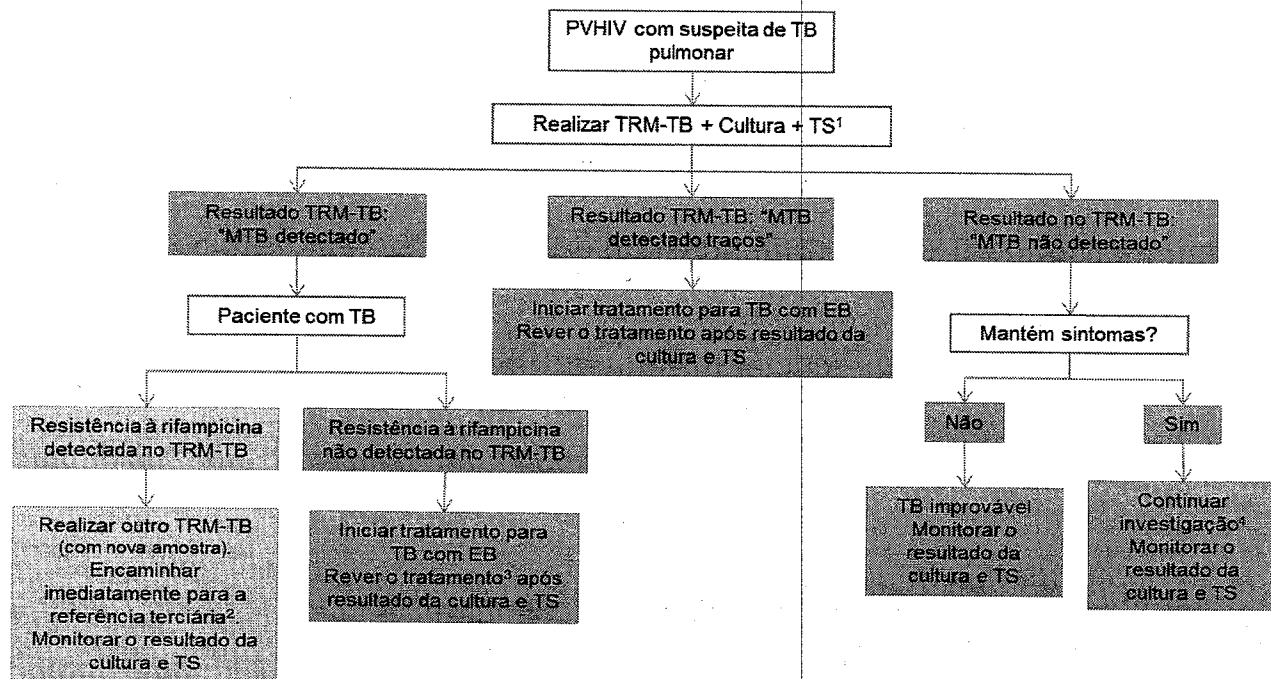 PVHIV com suspeita de TB
pulmonar
Realizar TRM-TB + Cultura + TS¹
Resultado TRM-TB:
"MTB detectado"
Resultado TRM-TB: "MTB
detectado traços"
Resultado no TRM-TB:
"MTB não detectado"
Paciente com TB
Iniciar tratamento para TB com EB
Rever o tratamento após resultado da
cultura e TS
Mantém sintomas?
Resistência à rifampicina
detectada no TRM-TB
Resistência à rifampicina
não detectada no TRM-TB
Não
Sim
Realizar outro TRM-TB
(com nova amostra).
Encaminhar
imediatamente para a
referência terciária².
Monitorar o resultado da
cultura e TS
Iniciar tratamento para
TB com EB
Rever o tratamento³ após
resultado da cultura e TS
TB improvável
Monitorar o
resultado da
cultura e TS
Continuar
investigação⁴
Monitorar o
resultado da
cultura e TS